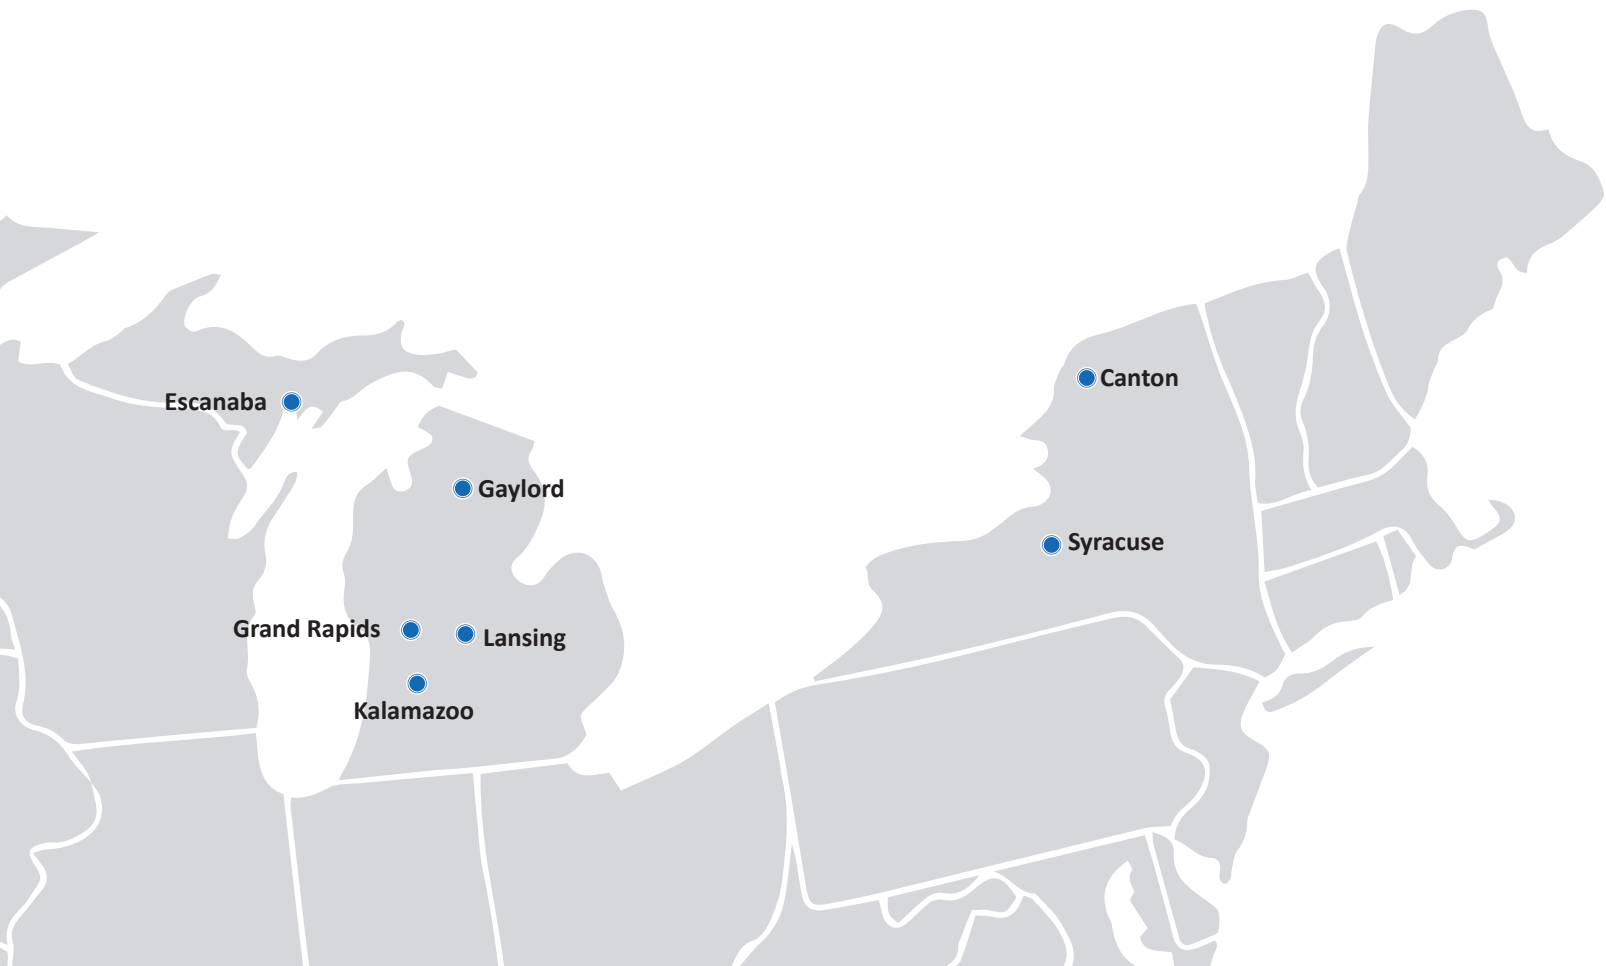 Canton
Escanaba
Gaylord
Syracuse
Grand Rapids
Lansing
Kalamazoo